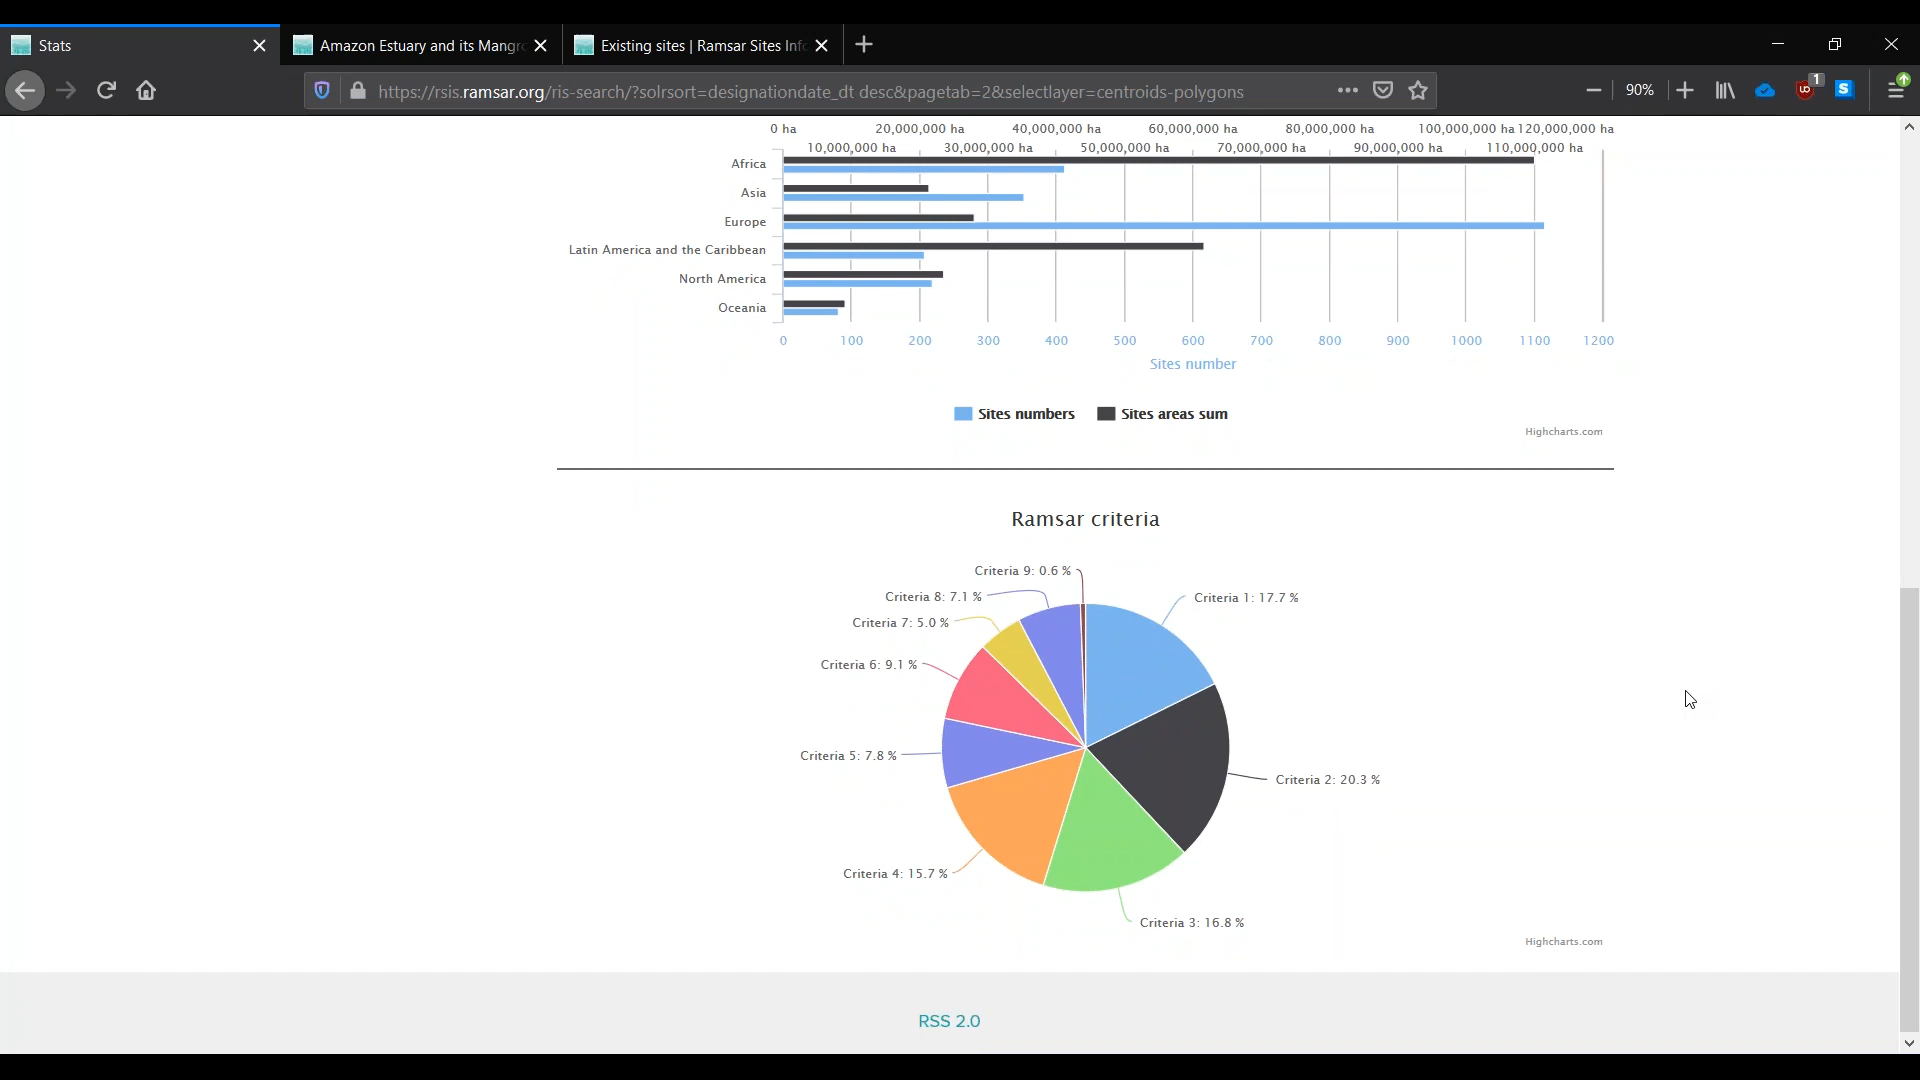 Stats
Amazon Estuary and its Mangr
Existing sites | Ramsar Sites Info
https://rsis.ramsar.org/ris-search/?solrsort=designationdate_dt desc&pagetab=2&selectlayer=centroids-polygons
90%
1
S
0 ha 20,000,000 ha 40,000,000 ha 60,000,000 ha 80,000,000 ha 100,000,000 ha 120,000,000 ha
10,000,000 ha 30,000,000 ha 50,000,000 ha 70,000,000 ha 90,000,000 ha 110,000,000 ha
Africa
Asia
Europe
Latin America and the Caribbean
North America
Oceania
0 100 200 300 400 500 600 700 800 900 1000 1100 1200
Sites number
Sites numbers Sites areas sum
Highcharts.com
Ramsar criteria
Criteria 9: 0.6 %
Criteria 8: 7.1 %
Criteria 1: 17.7 %
Criteria 7: 5.0 %
Criteria 6: 9.1 %
Criteria 5: 7.8 %
Criteria 2: 20.3 %
Criteria 4: 15.7 %
Criteria 3: 16.8 %
Highcharts.com
RSS 2.0